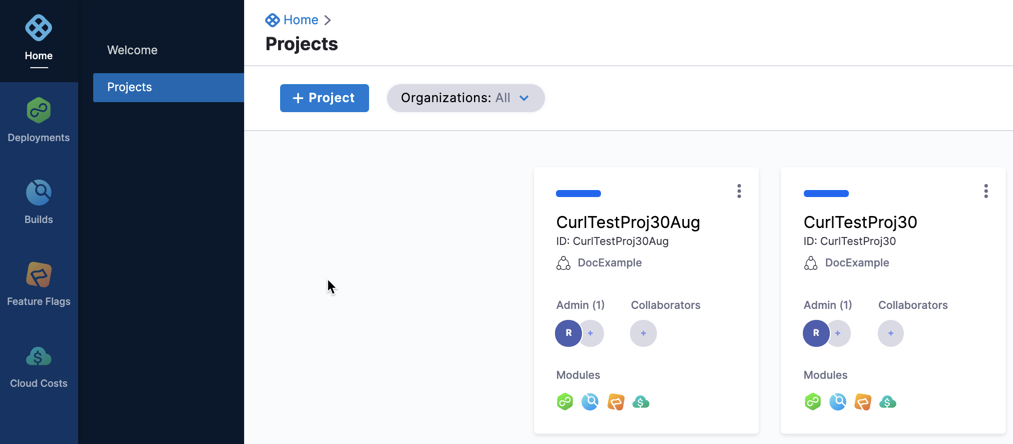 Home
Deployments
Builds
Feature Flags
Cloud Costs
Welcome
Projects
Home >
Projects
+ Project
Organizations: All
CurlTestProj30Aug
ID: CurlTestProj30Aug
DocExample
Admin (1) Collaborators
R + +
Modules
CurlTestProj30
ID: CurlTestProj30
DocExample
Admin (1) Collaborators
R + +
Modules